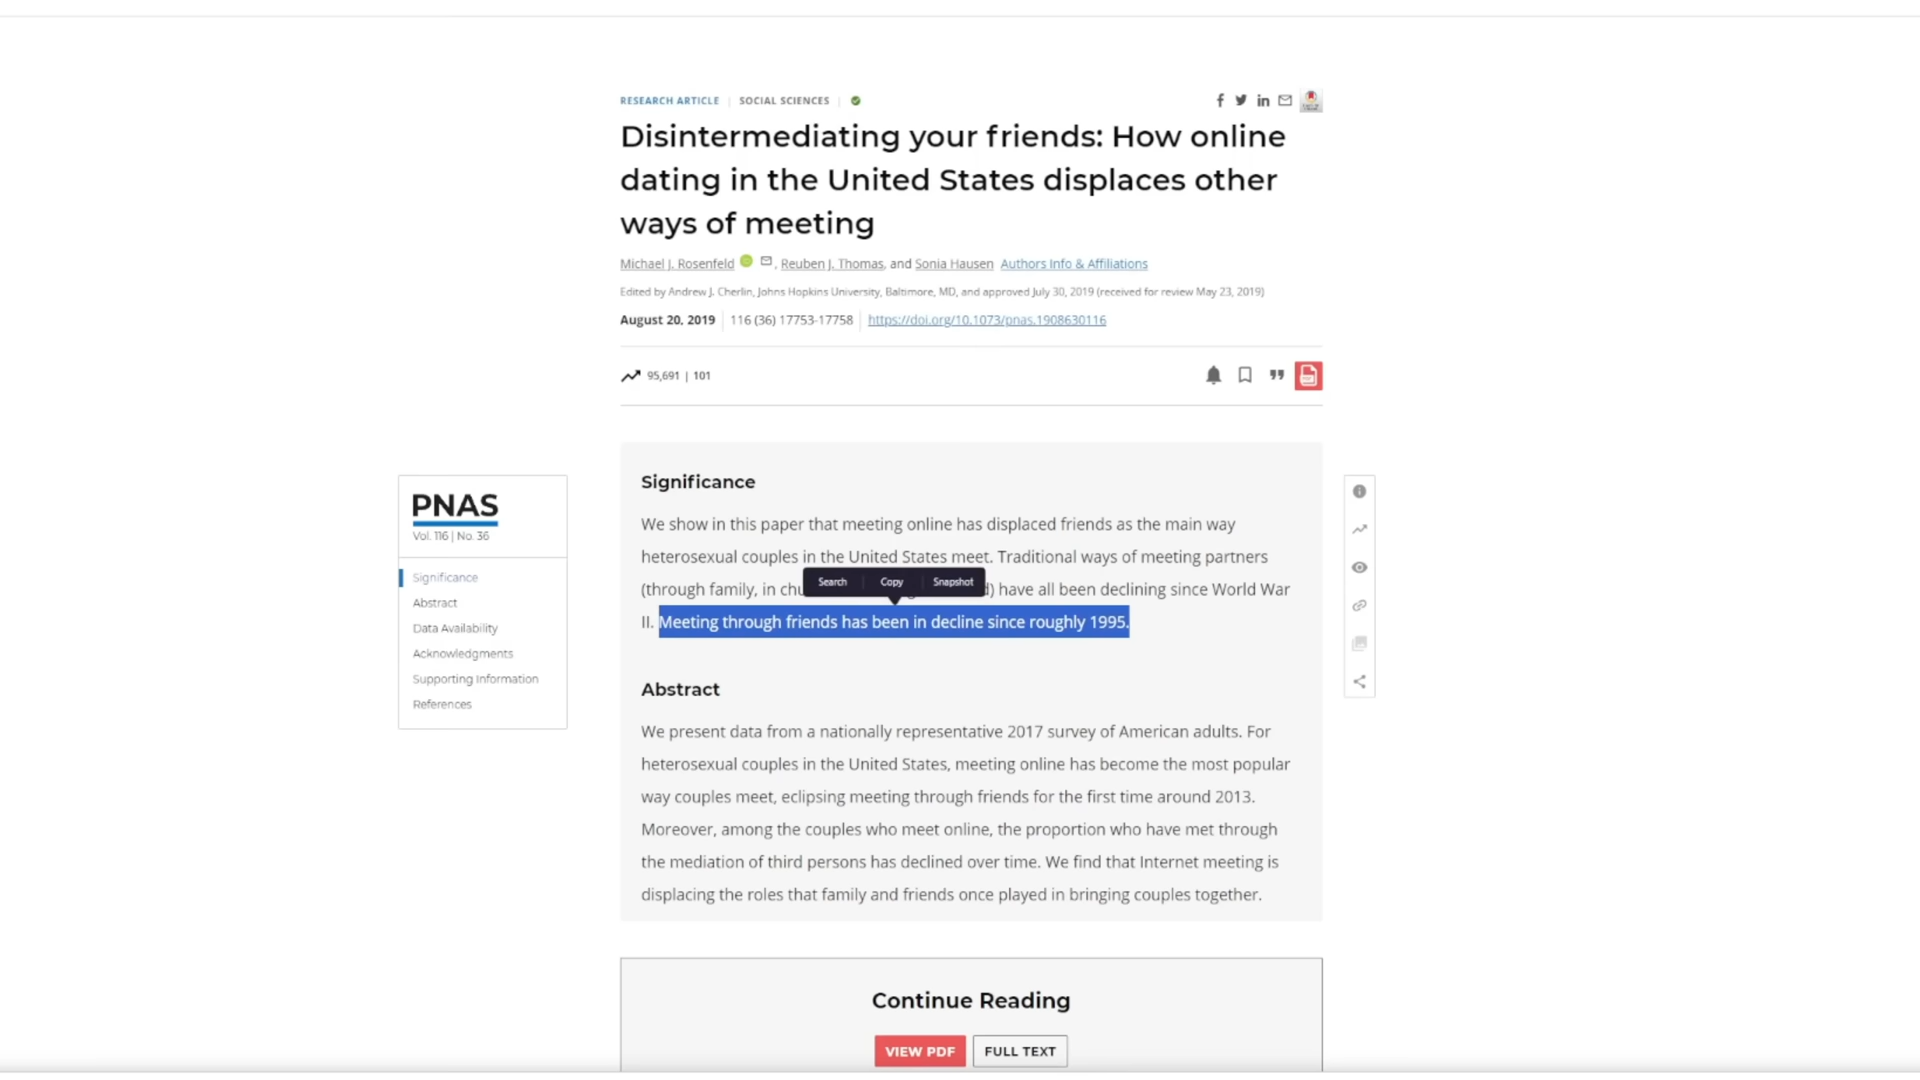 RESEARCH ARTICLE | SOCIAL SCIENCES |
Disintermediating your friends: How online
dating in the United States displaces other
ways of meeting
Michael J. Rosenfeld , Reuben J. Thomas, and Sonia Hausen Authors Info & Affiliations
Edited by Andrew J. Cherlin, Johns Hopkins University, Baltimore, MD, and approved July 30, 2019 (received for review May 23, 2019)
August 20, 2019 | 116 (36) 17753-17758 | https://doi.org/10.1073/pnas.1908630116
95,691 | 101
PNAS
Vol. 116 | No. 36
Significance
Abstract
Data Availability
Acknowledgments
Supporting Information
References
Significance
We show in this paper that meeting online has displaced friends as the main way
heterosexual couples in the United States meet. Traditional ways of meeting partners
Search Copy Snapshot
(through family, in have all been declining since World War
II. Meeting through friends has been in decline since roughly 1995.
Abstract
We present data from a nationally representative 2017 survey of American adults. For
heterosexual couples in the United States, meeting online has become the most popular
way couples meet, eclipsing meeting through friends for the first time around 2013.
Moreover, among the couples who meet online, the proportion who have met through
the mediation of third persons has declined over time. We find that Internet meeting is
displacing the roles that family and friends once played in bringing couples together.
Continue Reading
VIEW PDF FULL TEXT